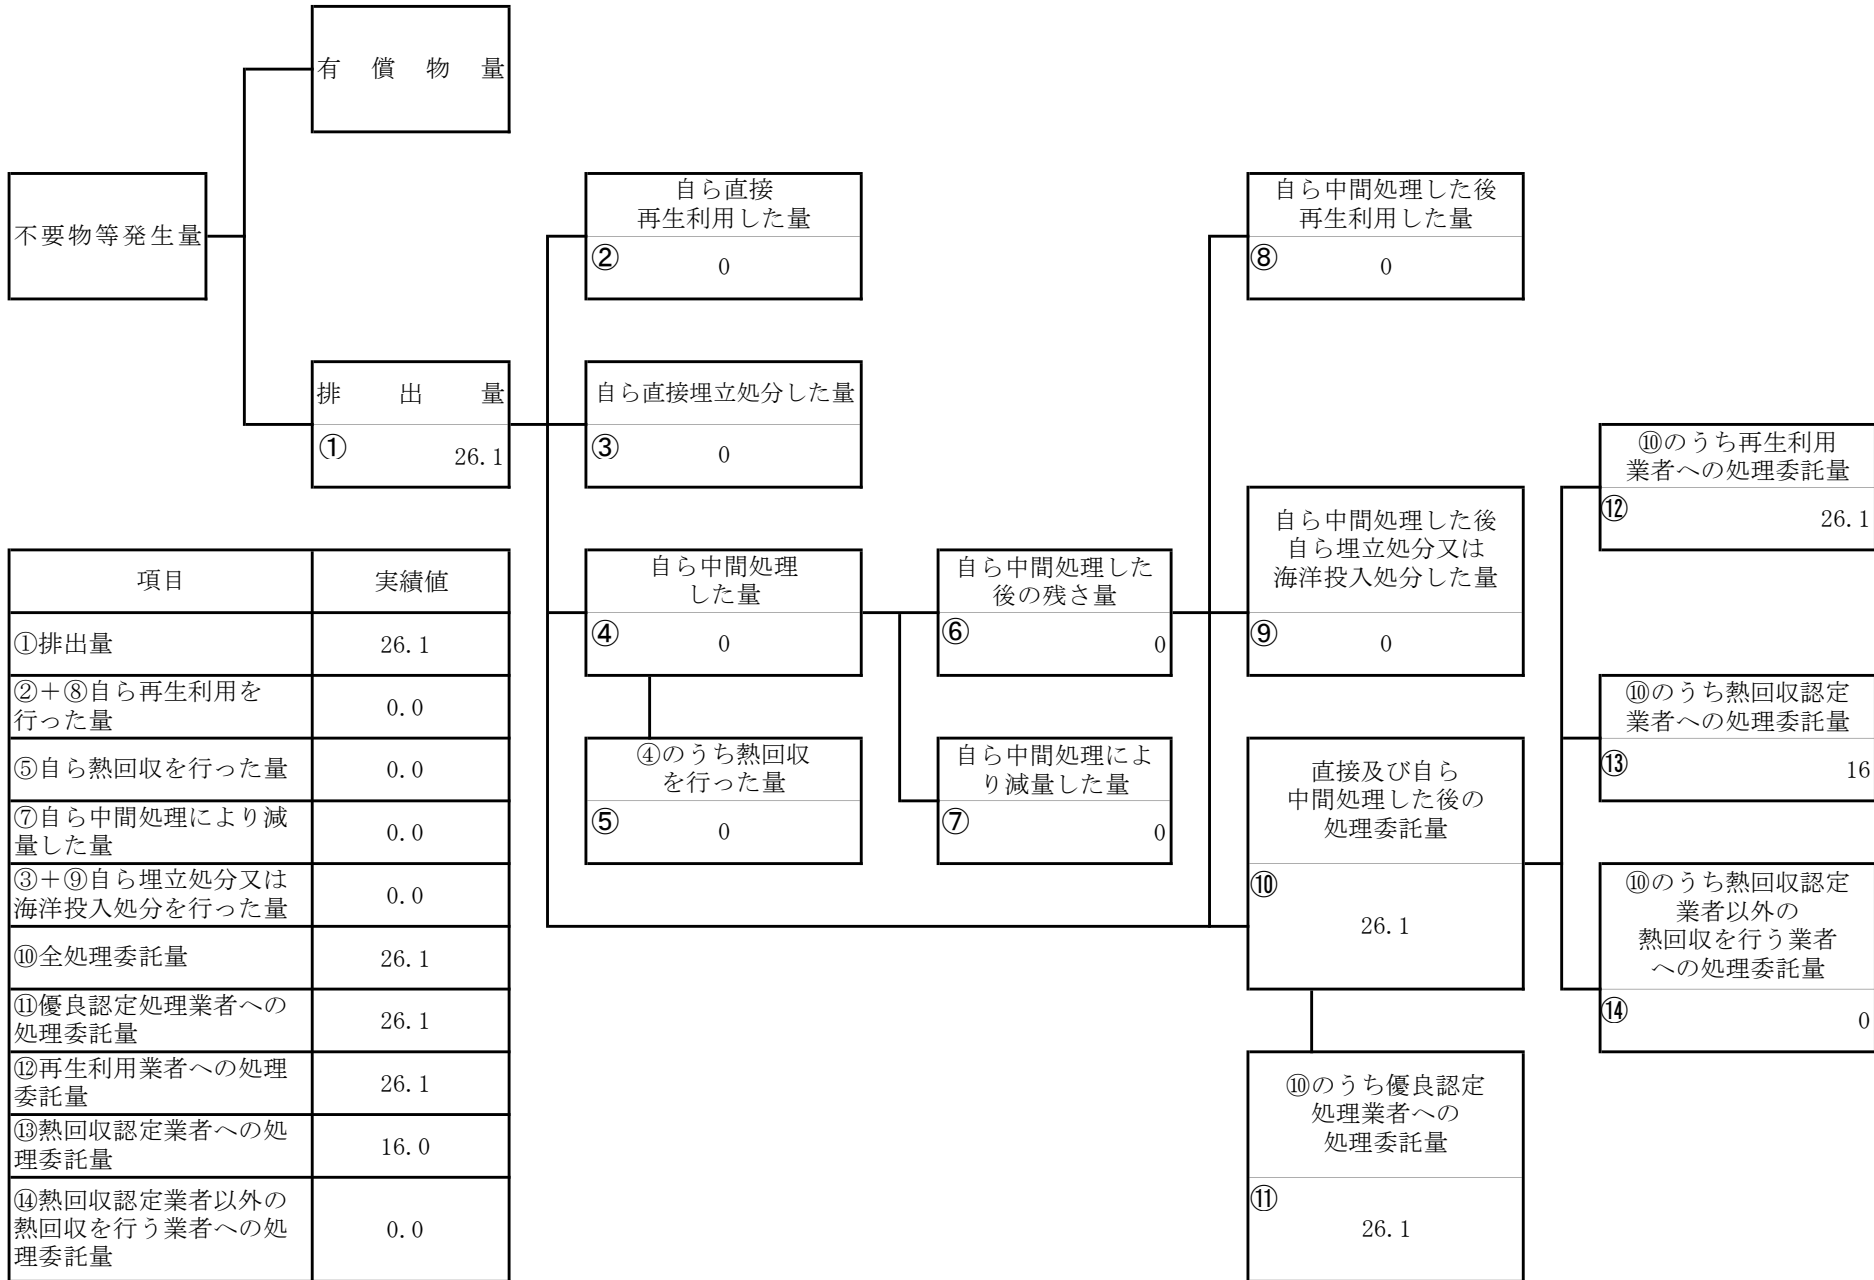 有償物量
不要物等発生量
排出量
①
26.1
自ら直接
再生利用した量
②
0
自ら直接埋立処分した量
③
0
自ら中間処理
した量
④
0
④のうち熱回収
を行った量
⑤
0
自ら中間処理した
後の残さ量
⑥
0
自ら中間処理によ
り減量した量
⑦
0
自ら中間処理した後
再生利用した量
⑧
0
自ら中間処理した後
自ら埋立処分又は
海洋投入処分した量
⑨
0
直接及び自ら
中間処理した後の
処理委託量
⑩
26.1
⑩のうち優良認定
処理業者への
処理委託量
⑪
26.1
⑩のうち再生利用
業者への処理委託量
⑫
26.1
⑩のうち熱回収認定
業者への処理委託量
⑬
16
⑩のうち熱回収認定
業者以外の
熱回収を行う業者
への処理委託量
⑭
0
項目 実績値
①排出量 26.1
②＋⑧自ら再生利用を
行った量 0.0
⑤自ら熱回収を行った量 0.0
⑦自ら中間処理により減
量した量 0.0
③＋⑨自ら埋立処分又は
海洋投入処分を行った量 0.0
⑩全処理委託量 26.1
⑪優良認定処理業者への
処理委託量 26.1
⑫再生利用業者への処理
委託量 26.1
⑬熱回収認定業者への処
理委託量 16.0
⑭熱回収認定業者以外の
熱回収を行う業者への処
理委託量 0.0